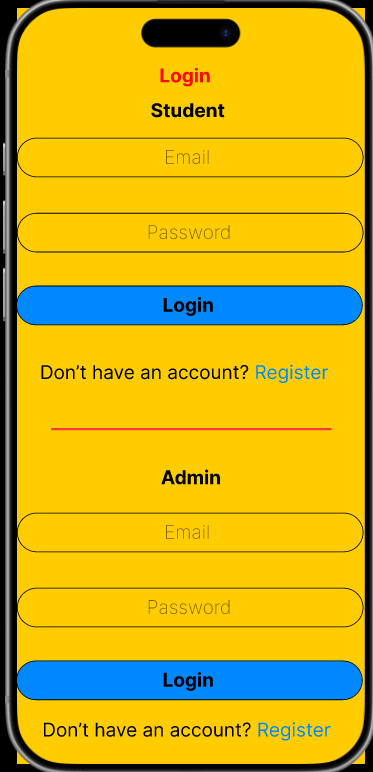 Login
Student
Email
Password
Login
Don't have an account? Register
Admin
Email
Password
Login
Don't have an account? Register